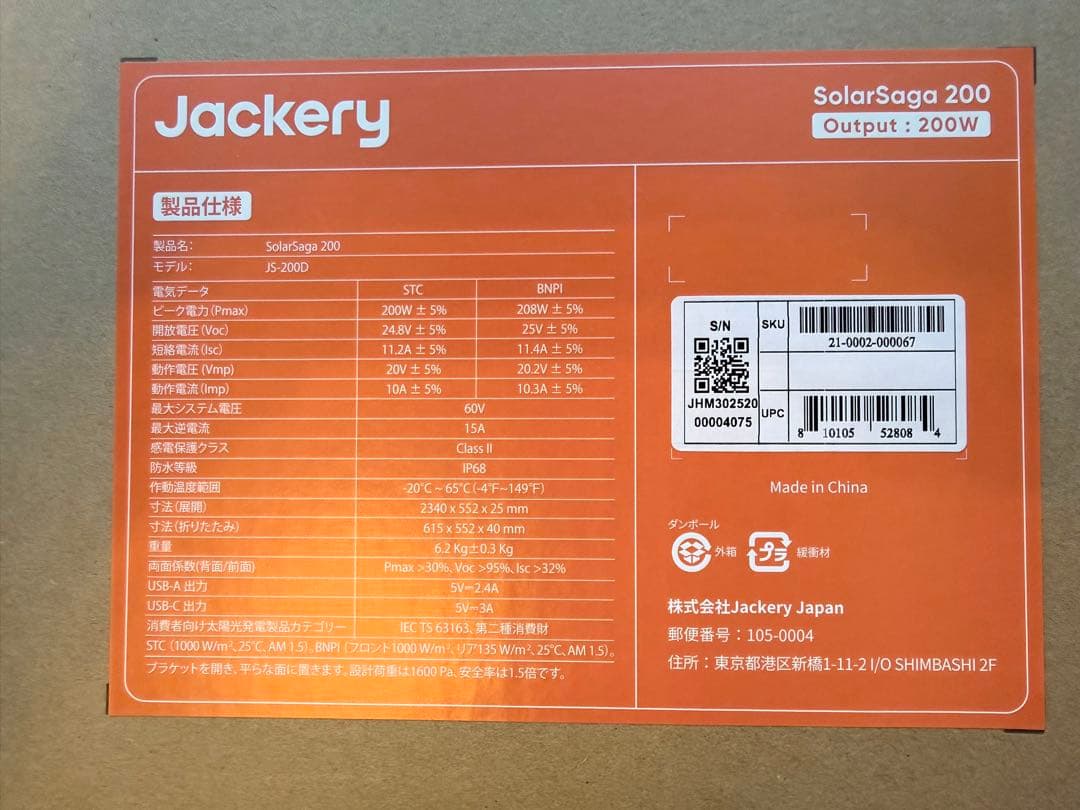 Jackery
SolarSaga 200
Output : 200W
製品仕様
製品名: SolarSaga 200
モデル: JS-200D
電気データ STC BNPI
ピーク電力(Pmax) 200W ± 5% 208W ± 5%
開放電圧(Voc) 24.8V ± 5% 25V ± 5%
短絡電流(Isc) 11.2A ± 5% 11.4A ± 5%
動作電圧(Vmp) 20V ± 5% 20.2V ± 5%
動作電流(Imp) 10A ± 5% 10.3A ± 5%
最大システム電圧 60V
最大逆電流 15A
感電保護クラス Class II
防水等級 IP68
作動温度範囲 -20℃ ~ 65℃ (-4℉~149℉)
寸法(展開) 2340 x 552 x 25 mm
寸法(折りたたみ) 615 x 552 x 40 mm
重量 6.2 Kg±0.3 Kg
両面係数(背面/前面) Pmax >30%, Voc >95%, Isc >32%
USB-A 出力 5V⎓2.4A
USB-C 出力 5V⎓3A
消費者向け太陽光発電製品カテゴリー IEC TS 63163、第二種消費財
STC (1000 W/m², 25℃, AM 1.5)。BNPI (フロント1000 W/m²、リア135 W/m², 25℃, AM 1.5)。
ブラケットを開き、平らな面に置きます。設計荷重は1600 Pa、安全率は1.5倍です。
S/N
JHM302520
00004075
SKU
21-0002-000067
UPC
8 10105 52808 4
Made in China
ダンボール
外箱
プラ
緩衝材
株式会社Jackery Japan
郵便番号：105-0004
住所：東京都港区新橋1-11-2 I/O SHIMBASHI 2F